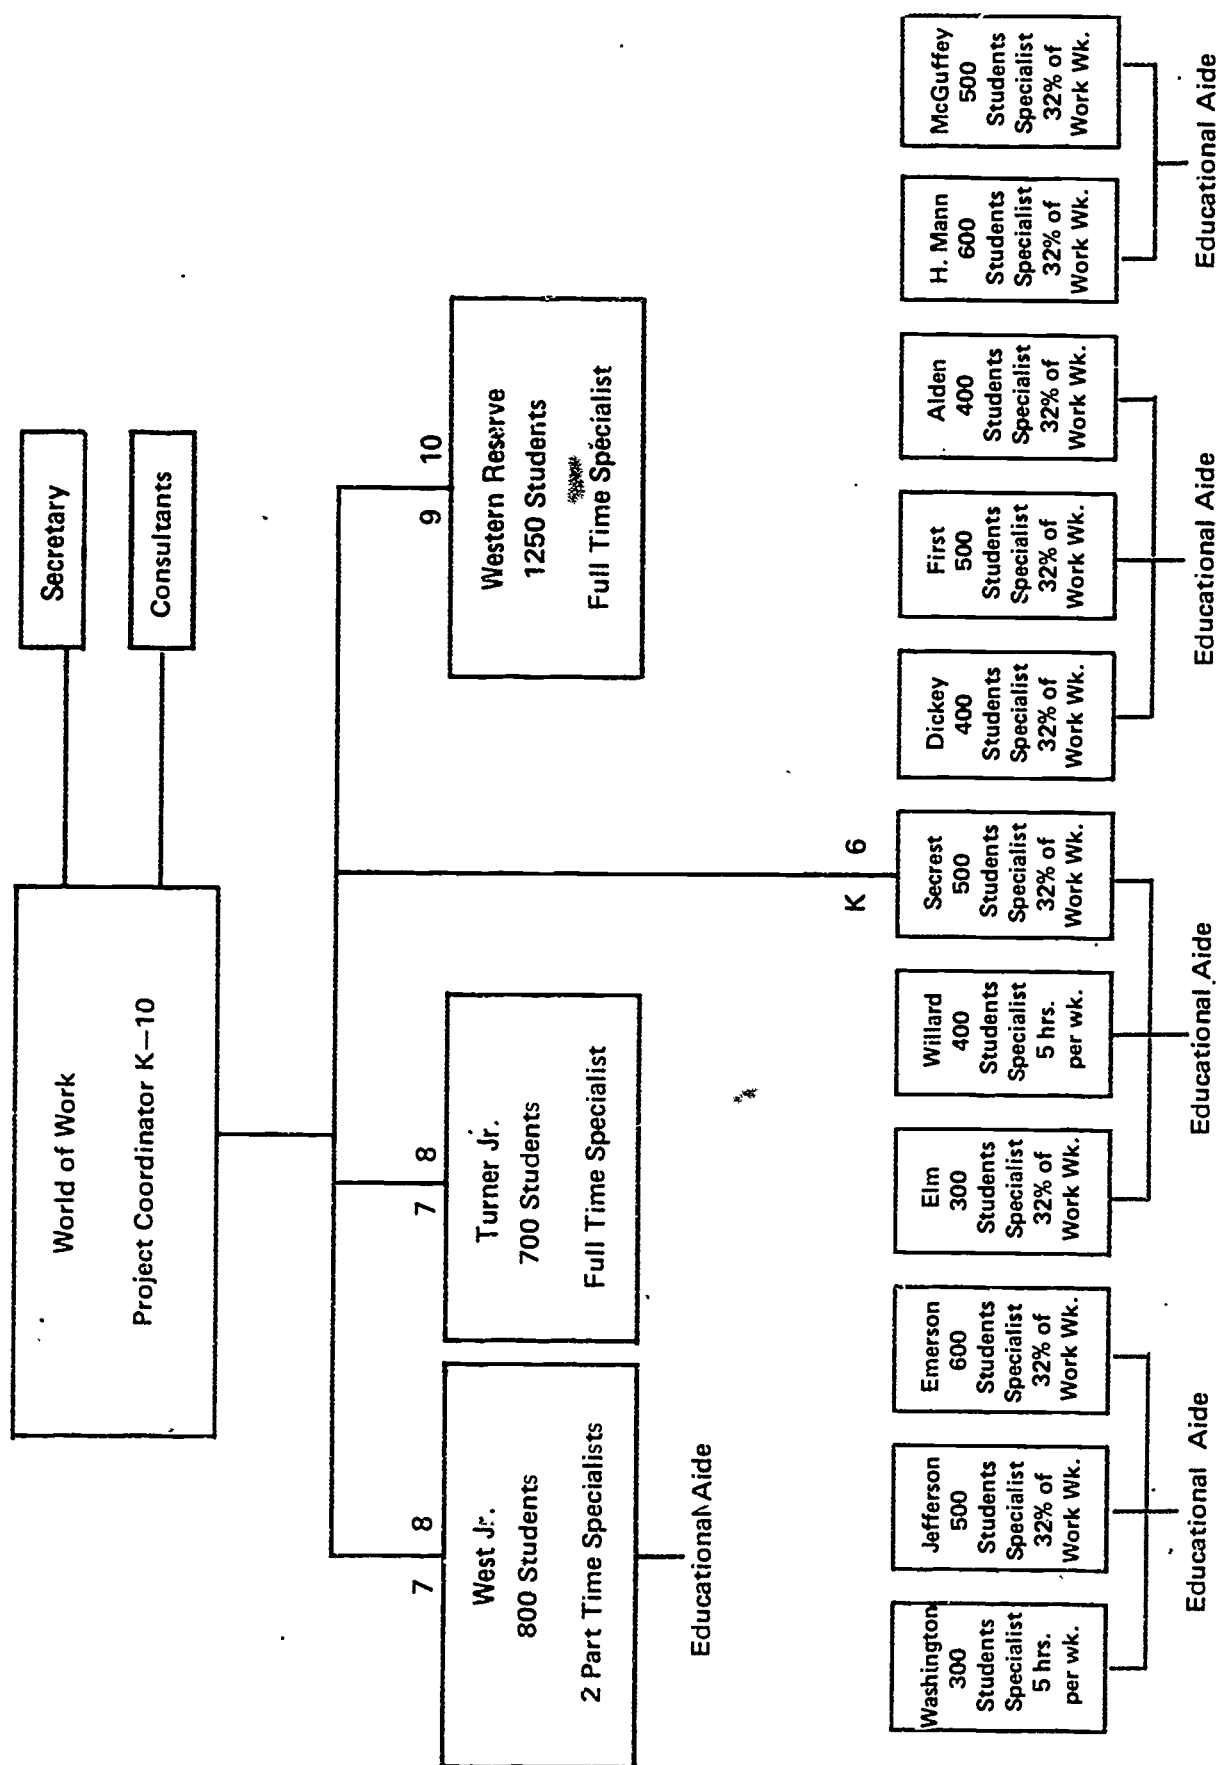 World of Work
Project Coordinator K—10
Secretary
Consultants
7 8
West Jr.
800 Students
2 Part Time Specialists
Educational Aide
7 8
Turner Jr.
700 Students
Full Time Specialist
9 10
Western Reserve
1250 Students
Full Time Specialist
K 6
Washington
300
Students
Specialist
5 hrs.
per wk.
Jefferson
500
Students
Specialist
32% of
Work Wk.
Emerson
600
Students
Specialist
32% of
Work Wk.
Educational Aide
Elm
300
Students
Specialist
32% of
Work Wk.
Willard
400
Students
Specialist
5 hrs.
per wk.
Secrest
500
Students
Specialist
32% of
Work Wk.
Educational Aide
Dickey
400
Students
Specialist
32% of
Work Wk.
First
500
Students
Specialist
32% of
Work Wk.
Alden
400
Students
Specialist
32% of
Work Wk.
Educational Aide
H. Mann
600
Students
Specialist
32% of
Work Wk.
McGuffey
500
Students
Specialist
32% of
Work Wk.
Educational Aide